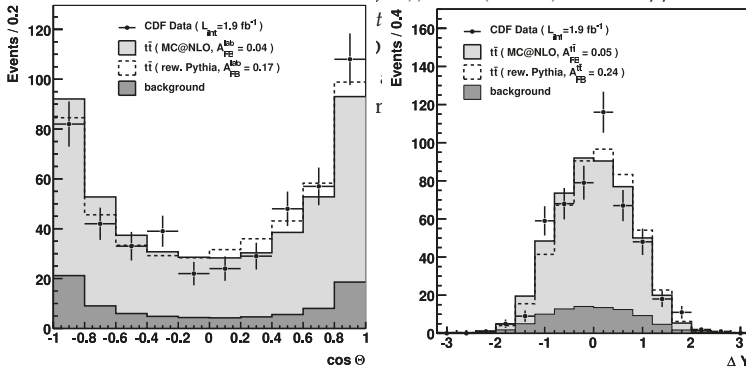 Events / 0.2
120
100
80
60
40
20
0
CDF Data ( L_int=1.9 fb⁻¹)
tt̄ ( MC@NLO, A_FB^lab = 0.04 )
tt̄ ( rew. Pythia, A_FB^lab = 0.17 )
background
-1 -0.8 -0.6 -0.4 -0.2 0 0.2 0.4 0.6 0.8 1
cos Θ
Events / 0.4
160
140
120
100
80
60
40
20
0
CDF Data ( L_int=1.9 fb⁻¹)
tt̄ ( MC@NLO, A_FB^tt̄ = 0.05 )
tt̄ ( rew. Pythia, A_FB^tt̄ = 0.24 )
background
-3 -2 -1 0 1 2 3
Δ Y